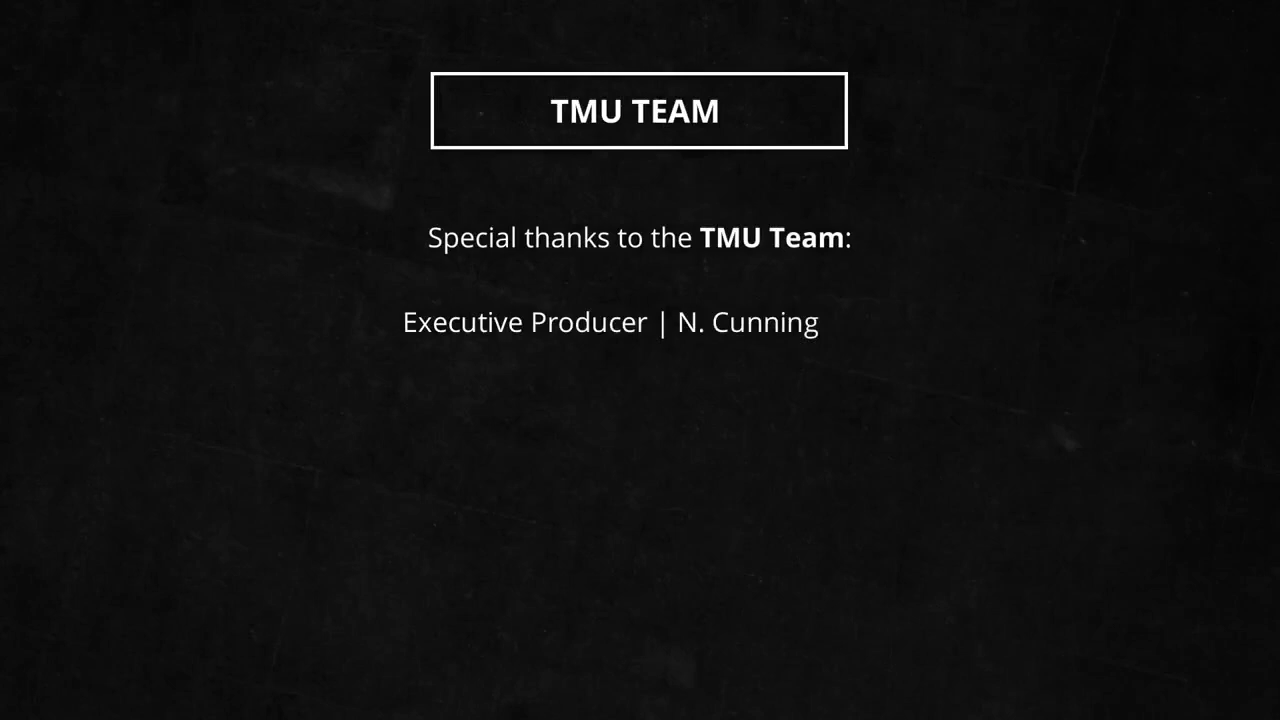 TMU TEAM
Special thanks to the TMU Team:
Executive Producer | N. Cunning